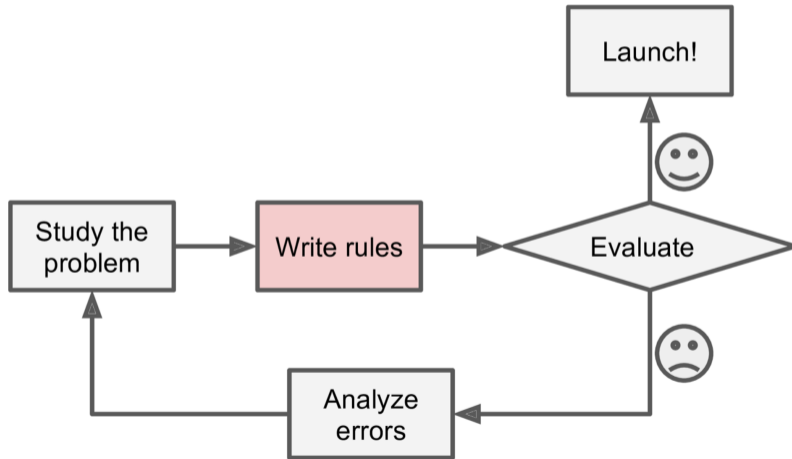 Launch!
Study the
problem
Write rules
Evaluate
Analyze
errors